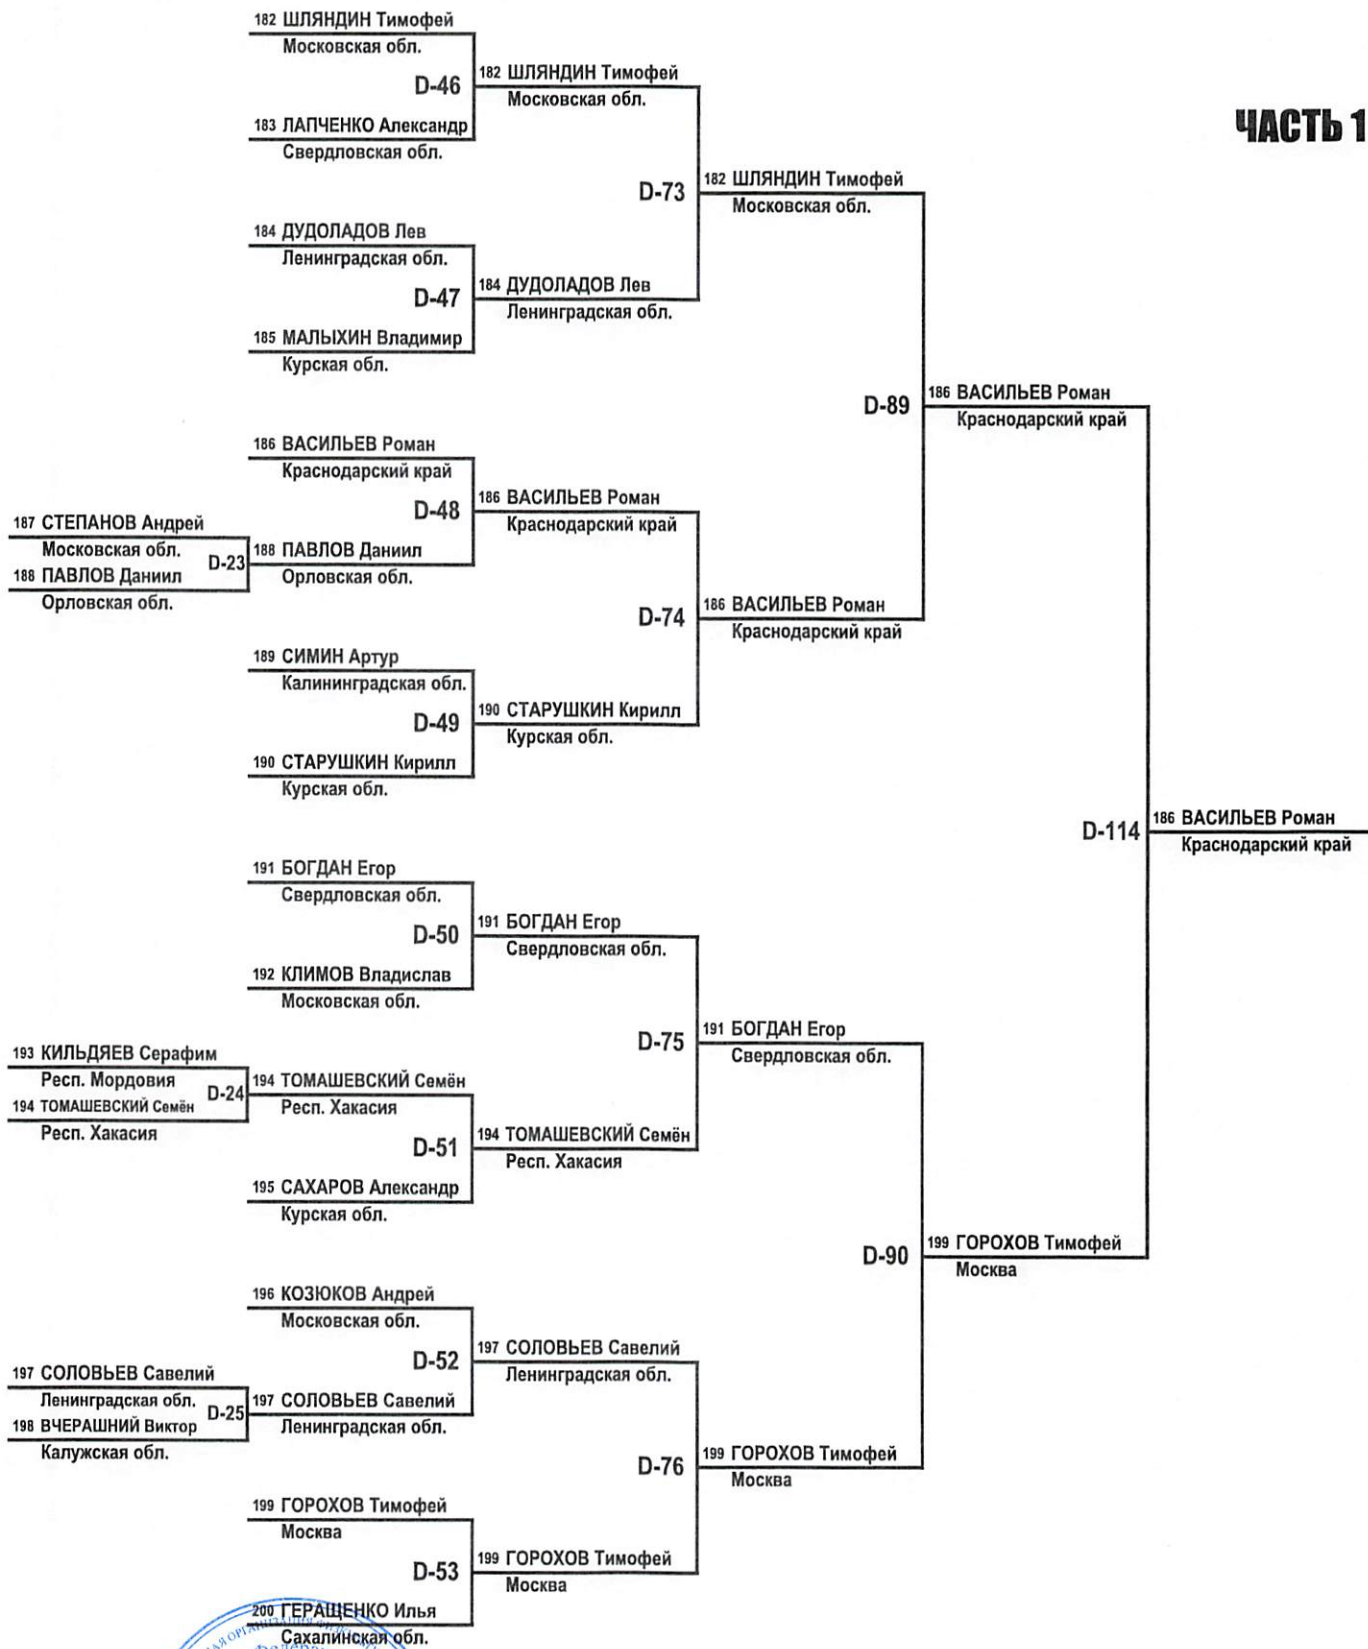 182 ШЛЯНДИН Тимофей
Московская обл.
D-46
182 ШЛЯНДИН Тимофей
Московская обл.
183 ЛАПЧЕНКО Александр
Свердловская обл.
ЧАСТЬ 1
D-73
182 ШЛЯНДИН Тимофей
Московская обл.
184 ДУДОЛАДОВ Лев
Ленинградская обл.
D-47
184 ДУДОЛАДОВ Лев
Ленинградская обл.
185 МАЛЫХИН Владимир
Курская обл.
D-89
186 ВАСИЛЬЕВ Роман
Краснодарский край
186 ВАСИЛЬЕВ Роман
Краснодарский край
D-48
186 ВАСИЛЬЕВ Роман
Краснодарский край
187 СТЕПАНОВ Андрей
Московская обл.
D-23
188 ПАВЛОВ Даниил
Орловская обл.
188 ПАВЛОВ Даниил
Орловская обл.
D-74
186 ВАСИЛЬЕВ Роман
Краснодарский край
189 СИМИН Артур
Калининградская обл.
D-49
190 СТАРУШКИН Кирилл
Курская обл.
190 СТАРУШКИН Кирилл
Курская обл.
D-114
186 ВАСИЛЬЕВ Роман
Краснодарский край
191 БОГДАН Егор
Свердловская обл.
D-50
191 БОГДАН Егор
Свердловская обл.
192 КЛИМОВ Владислав
Московская обл.
D-75
191 БОГДАН Егор
Свердловская обл.
193 КИЛЬДЯЕВ Серафим
Респ. Мордовия
D-24
194 ТОМАШЕВСКИЙ Семён
Респ. Хакасия
194 ТОМАШЕВСКИЙ Семён
Респ. Хакасия
D-51
194 ТОМАШЕВСКИЙ Семён
Респ. Хакасия
195 САХАРОВ Александр
Курская обл.
D-90
199 ГОРОХОВ Тимофей
Москва
196 КОЗЮКОВ Андрей
Московская обл.
D-52
197 СОЛОВЬЕВ Савелий
Ленинградская обл.
197 СОЛОВЬЕВ Савелий
Ленинградская обл.
D-25
197 СОЛОВЬЕВ Савелий
Ленинградская обл.
198 ВЧЕРАШНИЙ Виктор
Калужская обл.
D-76
199 ГОРОХОВ Тимофей
Москва
199 ГОРОХОВ Тимофей
Москва
D-53
199 ГОРОХОВ Тимофей
Москва
200 ГЕРАЩЕНКО Илья
Сахалинская обл.